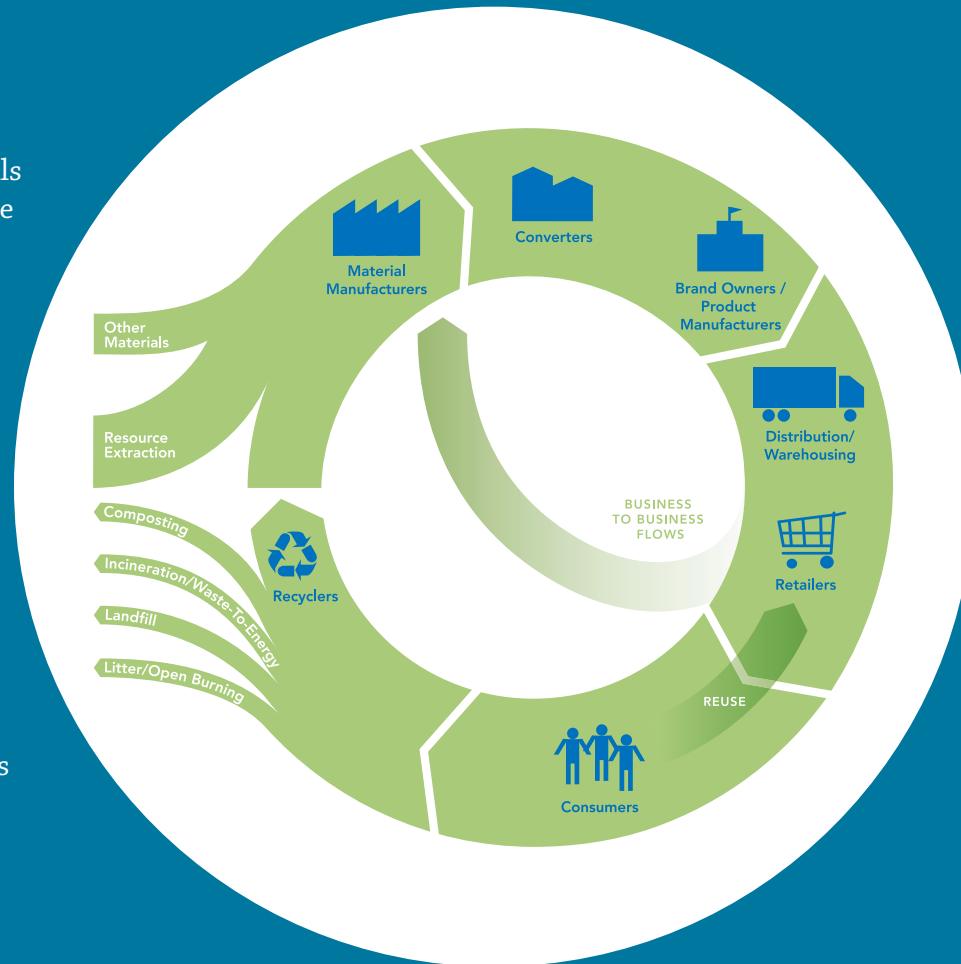 ls
e
Converters
Material
Manufacturers
Brand Owners /
Product
Manufacturers
Other
Materials
Distribution/
Warehousing
Resource
Extraction
BUSINESS
TO BUSINESS
FLOWS
Composting
Incineration/Waste-To-Energy
Landfill
Litter/Open Burning
Recyclers
Retailers
REUSE
s
Consumers